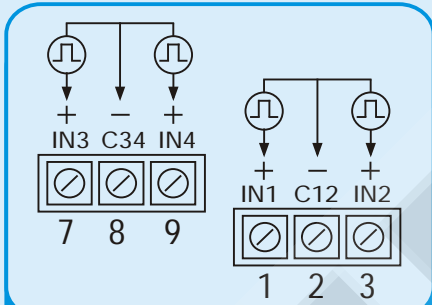 + − +
IN3 C34 IN4
7 8 9
+ − +
IN1 C12 IN2
1 2 3